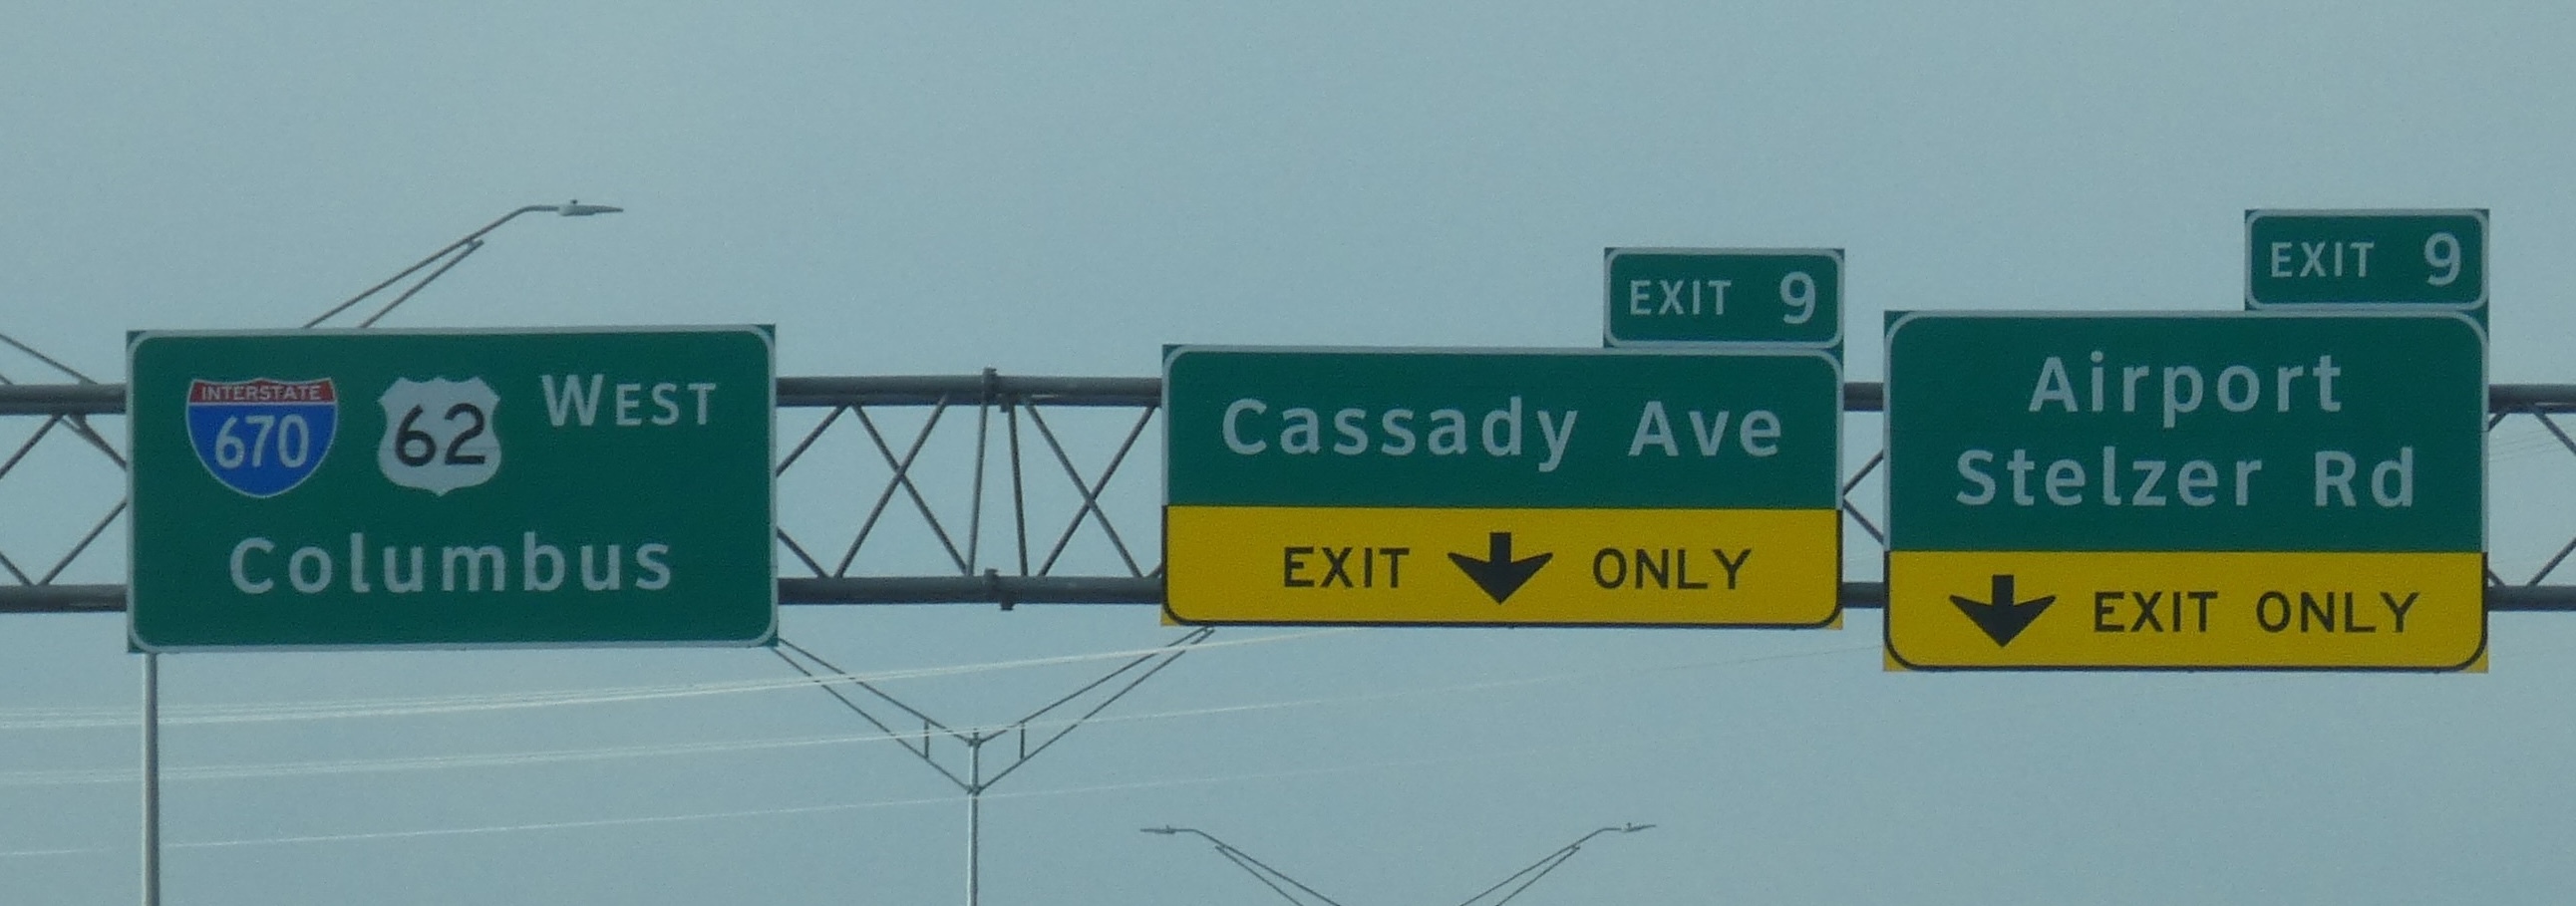 INTERSTATE
670
62
WEST
Columbus
EXIT 9
Cassady Ave
EXIT ONLY
EXIT 9
Airport
Stelzer Rd
EXIT ONLY